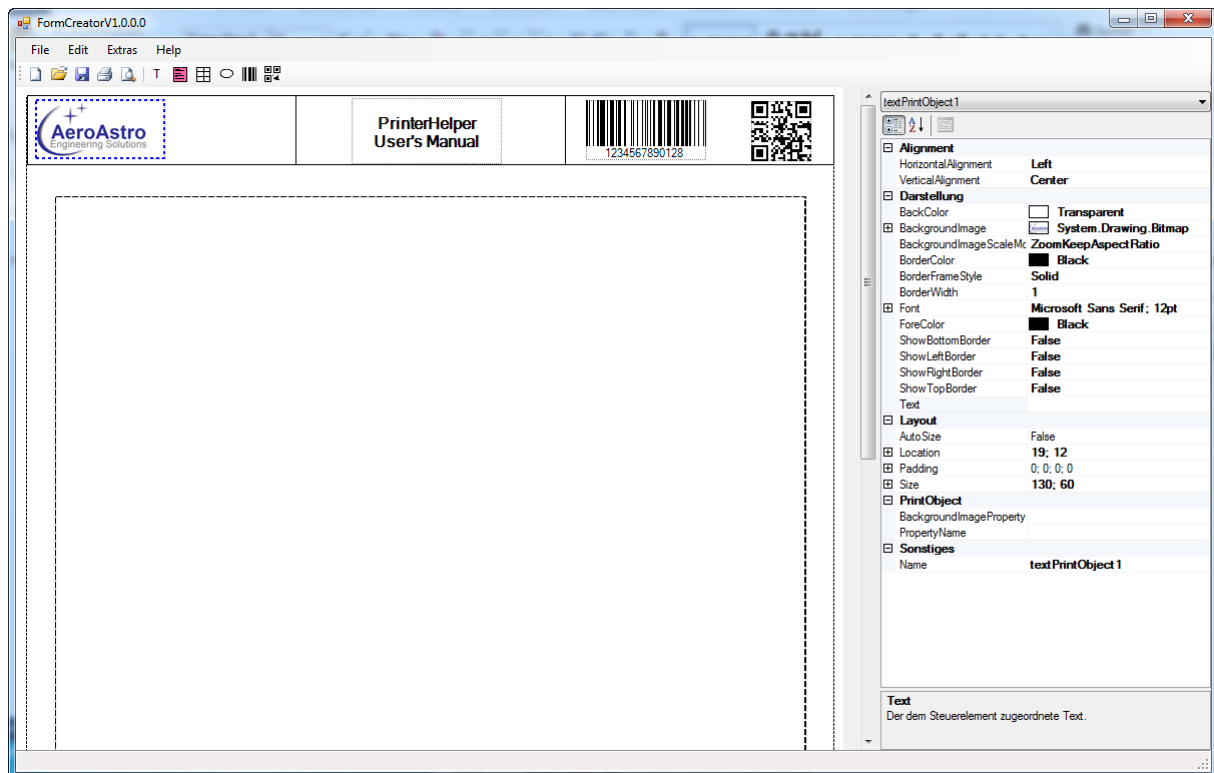 FormCreatorV1.0.0.0
File Edit Extras Help
T
AeroAstro
Engineering Solutions
PrinterHelper
User's Manual
1234567890128
textPrintObject1
Alignment
HorizontalAlignment Left
VerticalAlignment Center
Darstellung
BackColor Transparent
BackgroundImage System.Drawing.Bitmap
BackgroundImageScaleMc ZoomKeepAspectRatio
BorderColor Black
BorderFrameStyle Solid
BorderWidth 1
Font Microsoft Sans Serif; 12pt
ForeColor Black
ShowBottomBorder False
ShowLeftBorder False
ShowRightBorder False
ShowTopBorder False
Text
Layout
AutoSize False
Location 19; 12
Padding 0; 0; 0; 0
Size 130; 60
PrintObject
BackgroundImageProperty
PropertyName
Sonstiges
Name textPrintObject1
Text
Der dem Steuerelement zugeordnete Text.